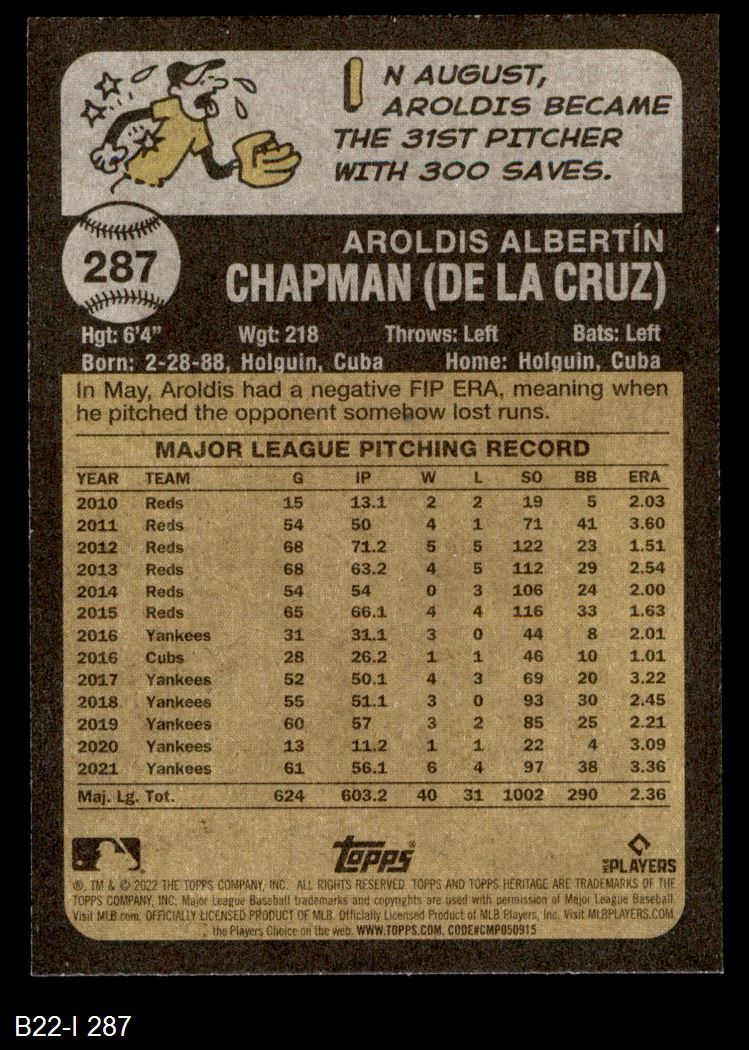 IN AUGUST,
AROLDIS BECAME
THE 31ST PITCHER
WITH 300 SAVES.
287
AROLDIS ALBERTÍN
CHAPMAN (DE LA CRUZ)
Hgt: 6'4" Wgt: 218 Throws: Left Bats: Left
Born: 2-28-88, Holguin, Cuba Home: Holguin, Cuba
In May, Aroldis had a negative FIP ERA, meaning when
he pitched the opponent somehow lost runs.
MAJOR LEAGUE PITCHING RECORD
YEAR TEAM G IP W L SO BB ERA
2010 Reds 15 13.1 2 2 19 5 2.03
2011 Reds 54 50 4 1 71 41 3.60
2012 Reds 68 71.2 5 5 122 23 1.51
2013 Reds 68 63.2 4 5 112 29 2.54
2014 Reds 54 54 0 3 106 24 2.00
2015 Reds 65 66.1 4 4 116 33 1.63
2016 Yankees 31 31.1 3 0 44 8 2.01
2016 Cubs 28 26.2 1 1 46 10 1.01
2017 Yankees 52 50.1 4 3 69 20 3.22
2018 Yankees 55 51.1 3 0 93 30 2.45
2019 Yankees 60 57 3 2 85 25 2.21
2020 Yankees 13 11.2 1 1 22 4 3.09
2021 Yankees 61 56.1 6 4 97 38 3.36
Maj. Lg. Tot. 624 603.2 40 31 1002 290 2.36
Topps® MLB PLAYERS
®, TM & © 2022 THE TOPPS COMPANY, INC. ALL RIGHTS RESERVED. TOPPS AND TOPPS HERITAGE ARE TRADEMARKS OF THE
TOPPS COMPANY, INC. Major League Baseball trademarks and copyrights are used with permission of Major League Baseball.
Visit MLB.com. OFFICIALLY LICENSED PRODUCT OF MLB. Officially Licensed Product of MLB Players, Inc. Visit MLBPLAYERS.COM,
the Players Choice on the web. WWW.TOPPS.COM. CODE#CMP050915
B22-I 287